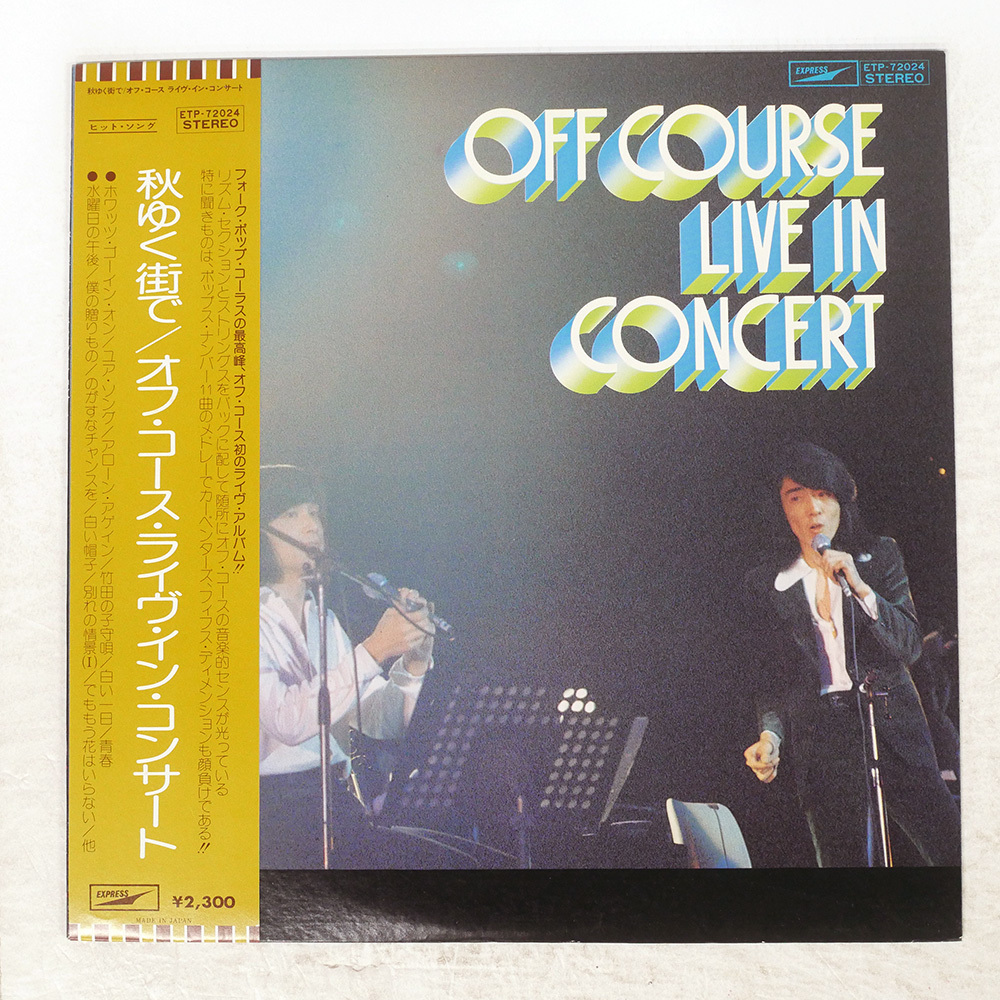 秋ゆく街で/オフ・コース ライヴ・イン・コンサート
ヒット・ソング
ETP-72024
STEREO
フォーク・ポップ・コーラスの最高峰、オフ・コース初のライヴ・アルバム!!
リズム・セクションとストリングスをバックに配して随所にオフ・コースの音楽的センスが光っている
特に聞きものは、ポップス・ナンバー11曲のメドレーでカーペンターズ、フィフス・ディメンションも顔負けである!!
秋ゆく街で/オフ・コース・ライヴ・イン・コンサート
●ホワッツ・ゴーイン・オン/ユア・ソング/アローン・アゲイン/竹田の子守唄/白い一日/青春
●水曜日の午後/僕の贈りもの/のがすなチャンスを/白い帽子/別れの情景(I)/でももう花はいらない/他
EXPRESS
¥2,300
MADE IN JAPAN
EXPRESS
ETP-72024
STEREO
OFF COURSE
LIVE IN
CONCERT